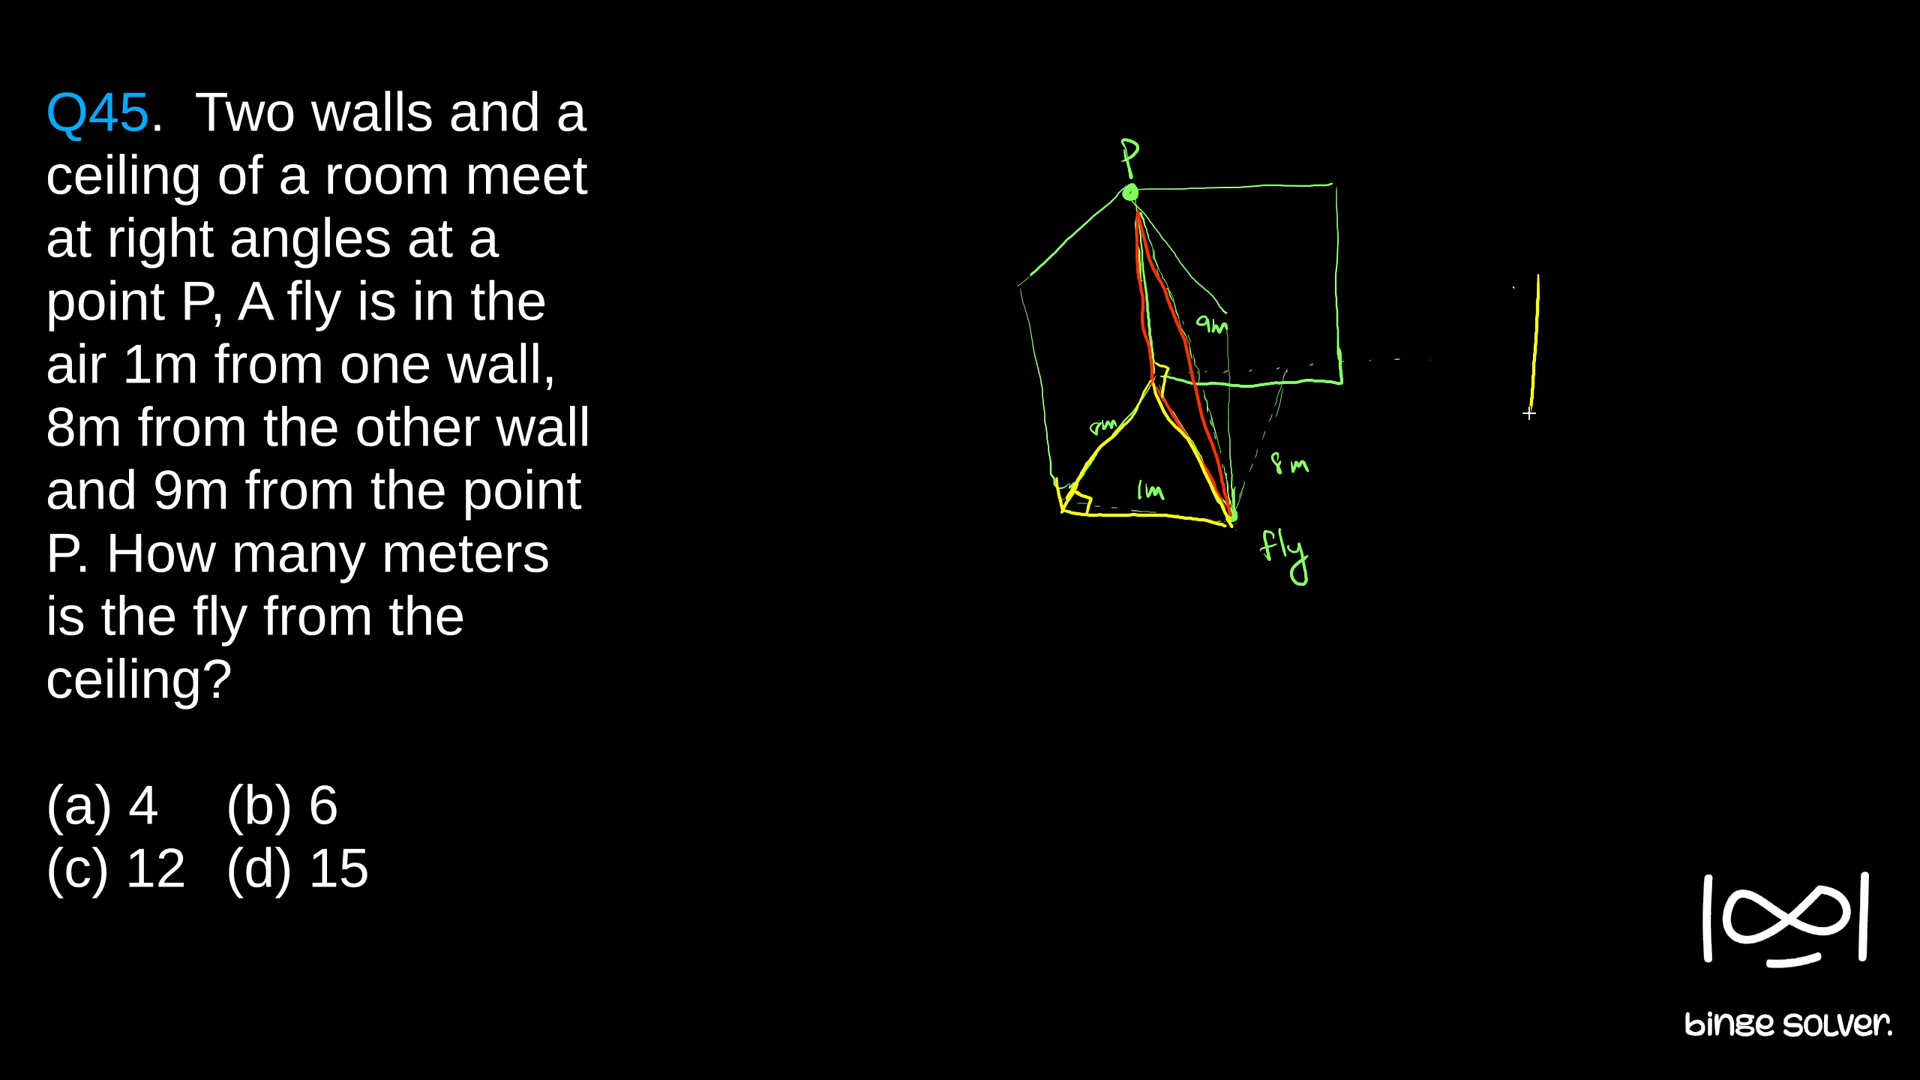 Q45. Two walls and a
ceiling of a room meet
at right angles at a
point P, A fly is in the
air 1m from one wall,
8m from the other wall
and 9m from the point
P. How many meters
is the fly from the
ceiling?
(a) 4 (b) 6
(c) 12 (d) 15
P
9m
8m
8m
1m
fly
binge solver.